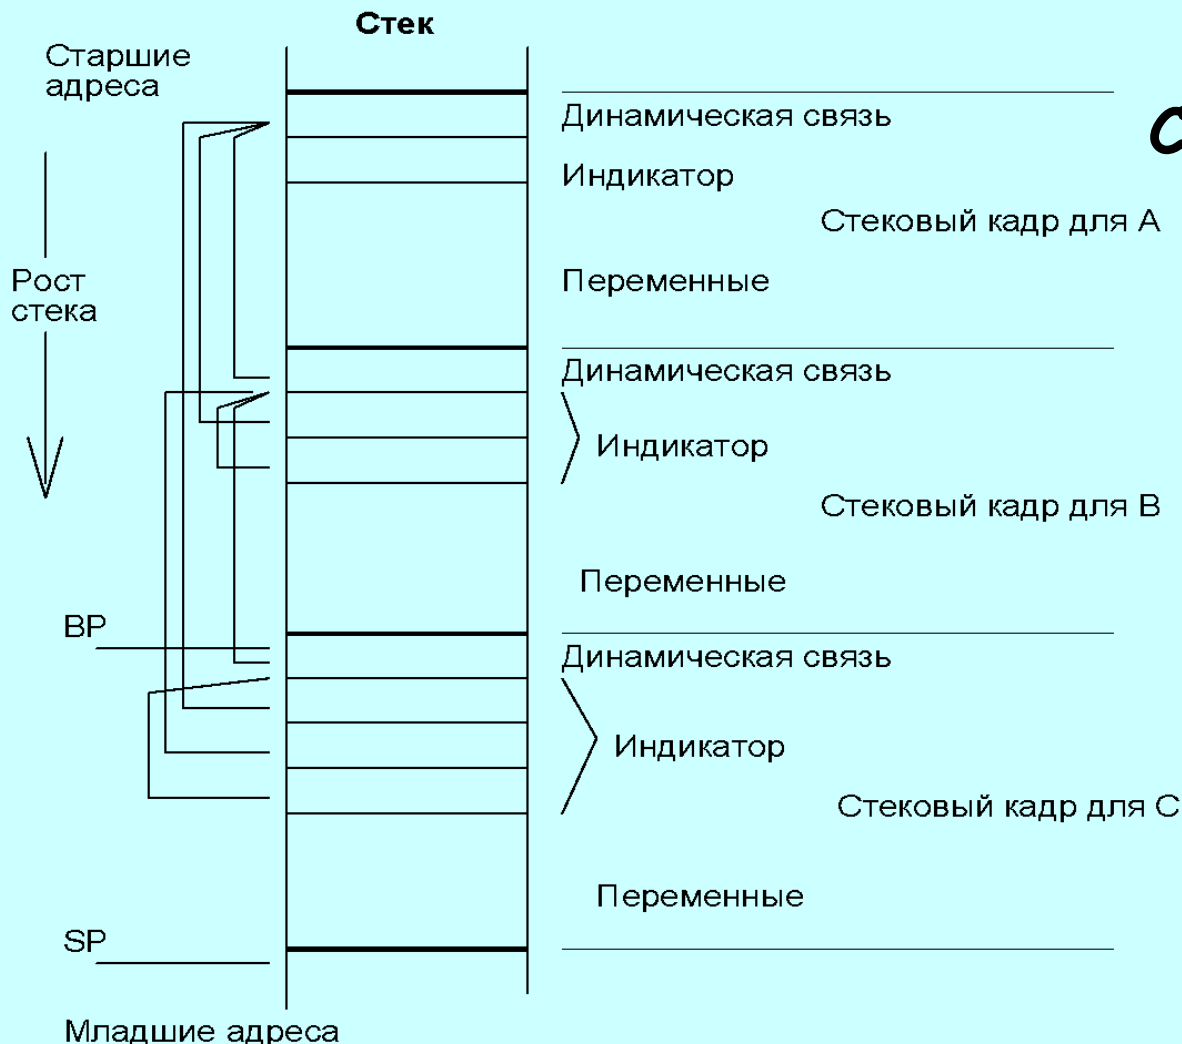 Стек
Старшие
адреса
Динамическая связь
Индикатор
Стековый кадр для A
Рост
стека
Переменные
Динамическая связь
Индикатор
Стековый кадр для B
Переменные
BP
Динамическая связь
Индикатор
Стековый кадр для C
Переменные
SP
Младшие адреса